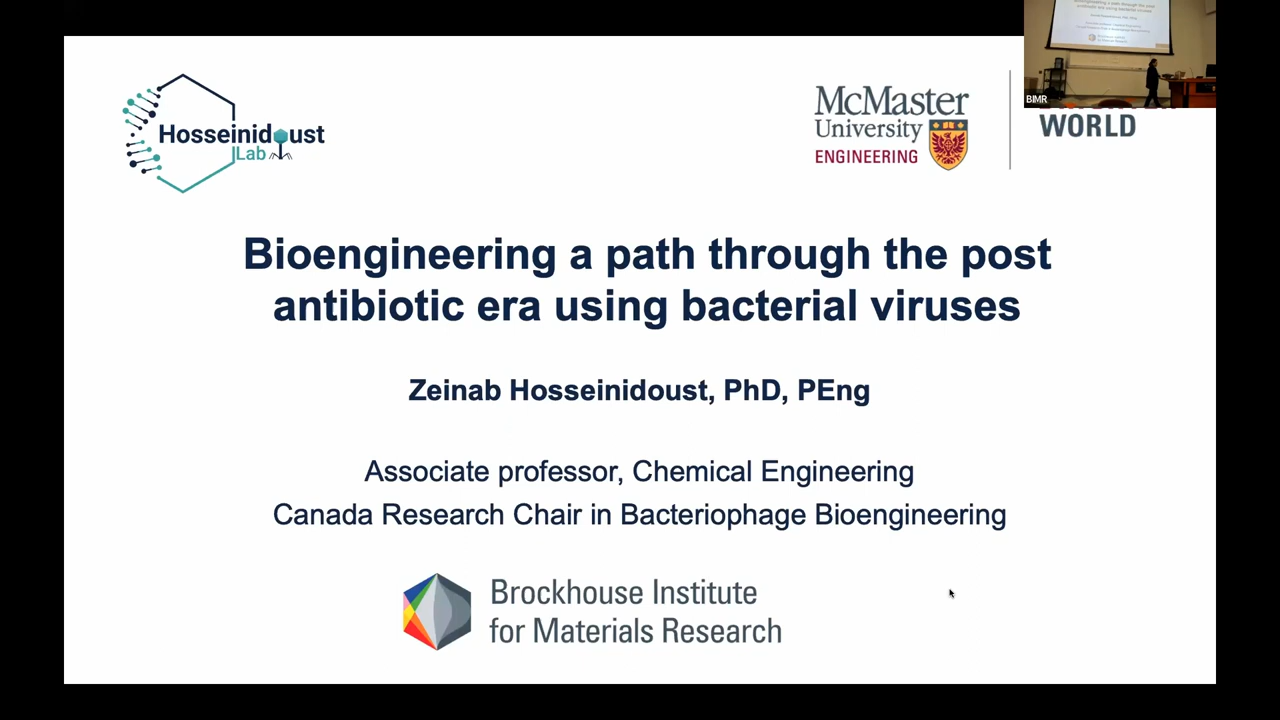 Hosseinidoust
Lab
McMaster
University
ENGINEERING
WORLD
BIMR
Bioengineering a path through the post
antibiotic era using bacterial viruses
Zeinab Hosseinidoust, PhD, PEng
Associate professor, Chemical Engineering
Canada Research Chair in Bacteriophage Bioengineering
Brockhouse Institute
for Materials Research